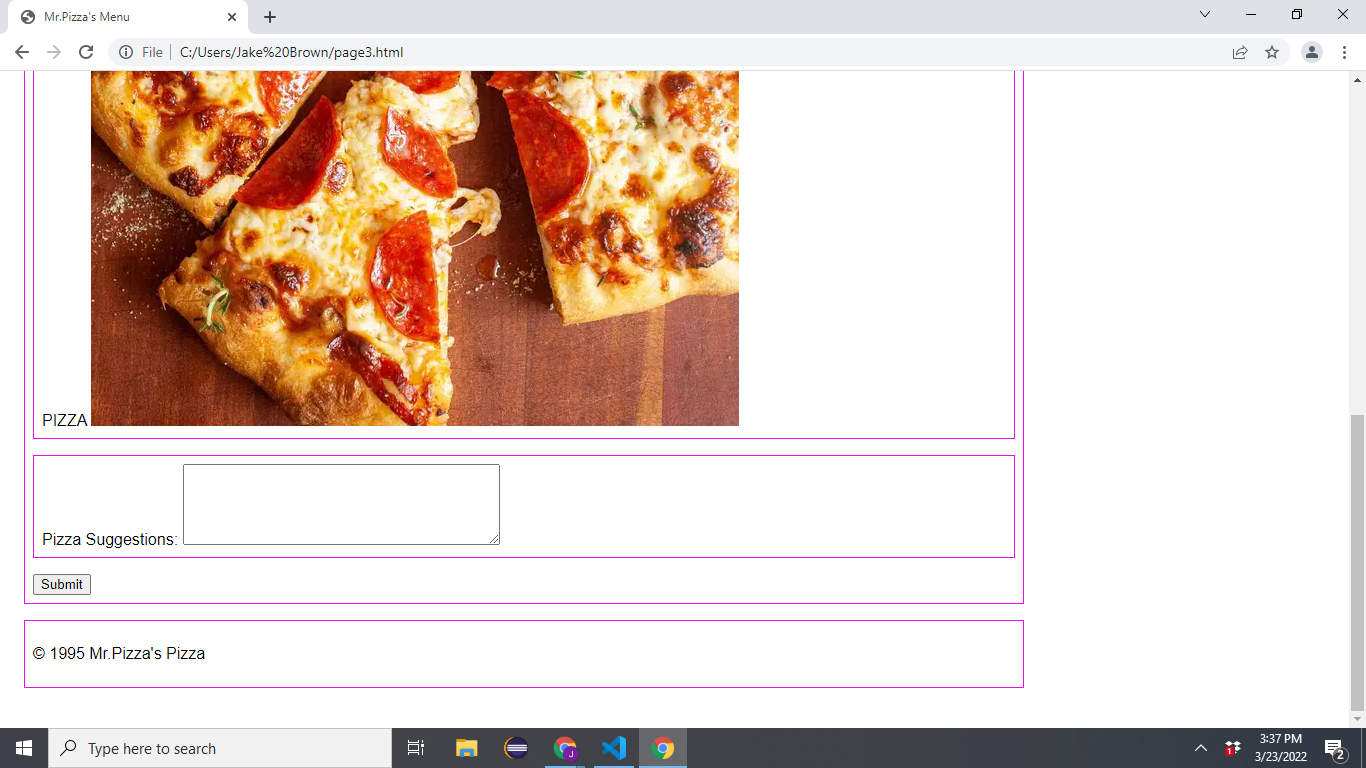 Mr.Pizza's Menu
File
C:/Users/Jake%20Brown/page3.html
PIZZA
Pizza Suggestions:
Submit
© 1995 Mr.Pizza's Pizza
Type here to search
J
1
3:37 PM
3/23/2022
2